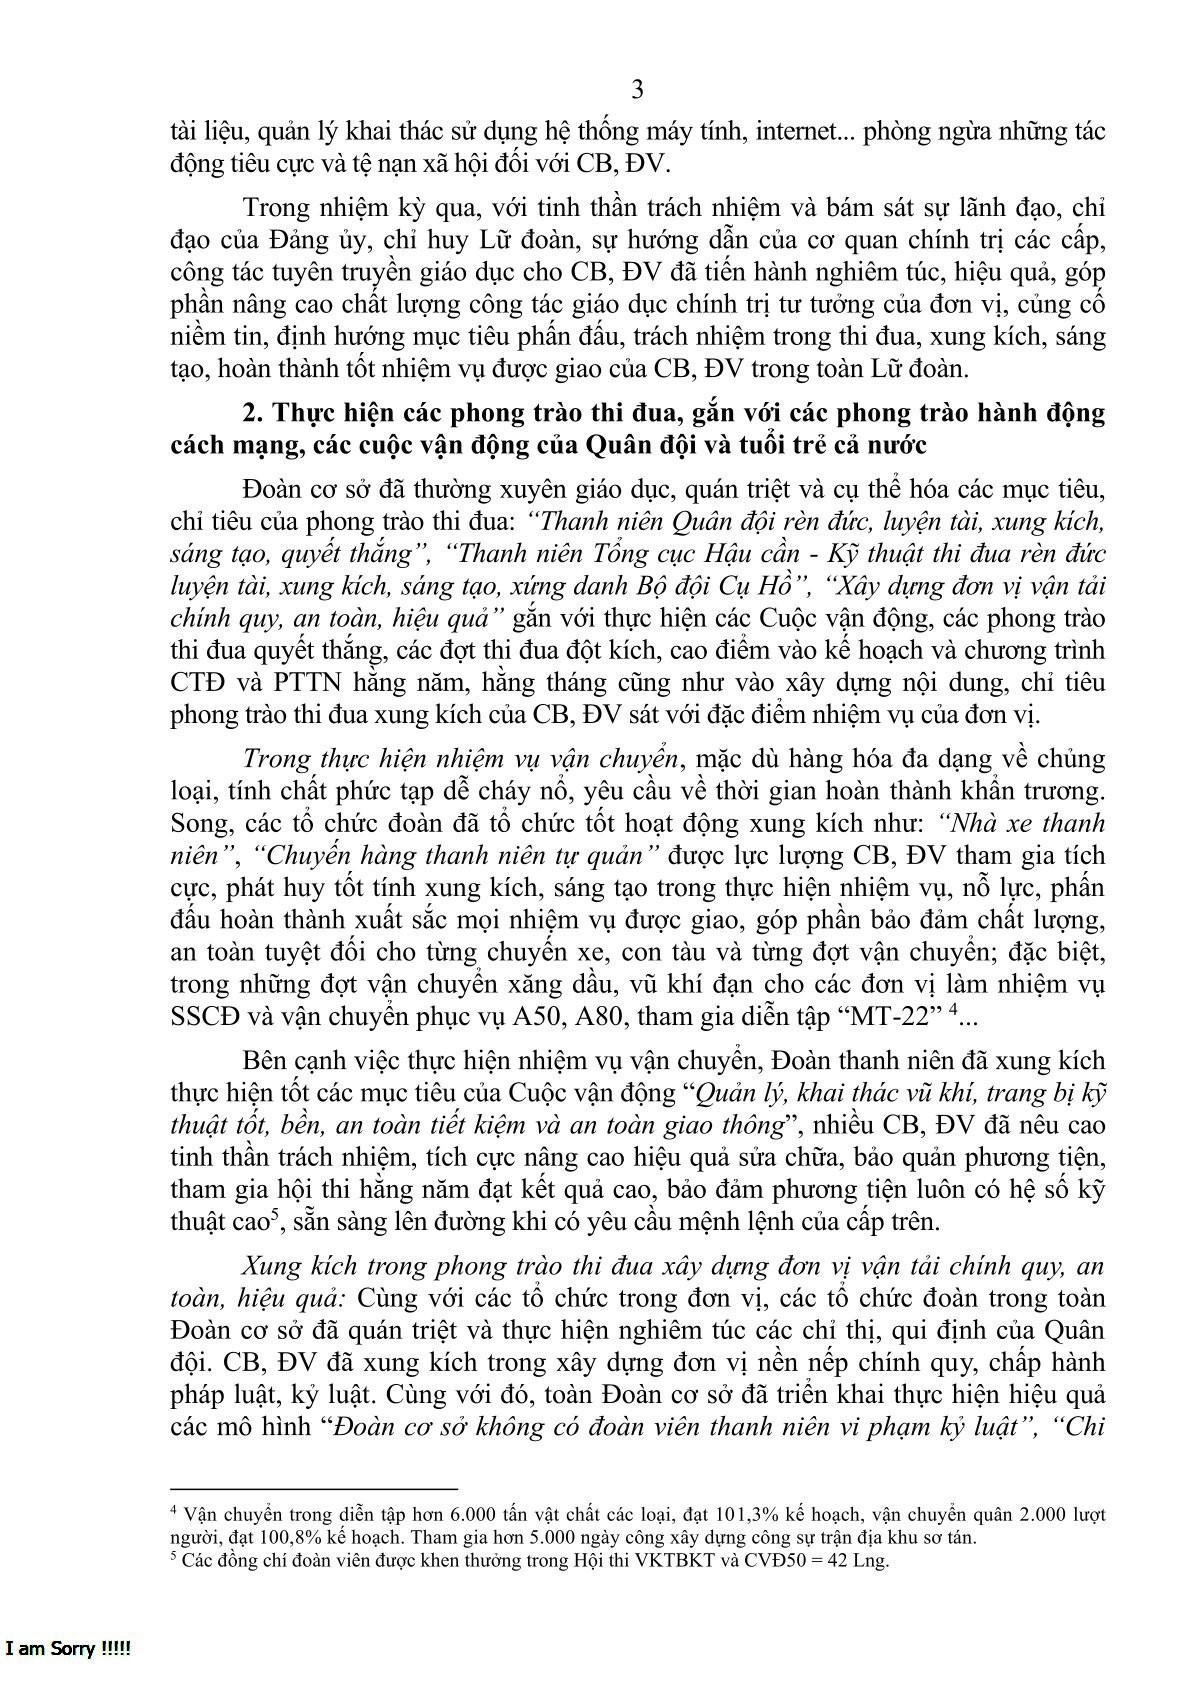 3
tài liệu, quản lý khai thác sử dụng hệ thống máy tính, internet... phòng ngừa những tác
động tiêu cực và tệ nạn xã hội đối với CB, ĐV.
Trong nhiệm kỳ qua, với tinh thần trách nhiệm và bám sát sự lãnh đạo, chỉ
đạo của Đảng ủy, chỉ huy Lữ đoàn, sự hướng dẫn của cơ quan chính trị các cấp,
công tác tuyên truyền giáo dục cho CB, ĐV đã tiến hành nghiêm túc, hiệu quả, góp
phần nâng cao chất lượng công tác giáo dục chính trị tư tưởng của đơn vị, củng cố
niềm tin, định hướng mục tiêu phấn đấu, trách nhiệm trong thi đua, xung kích, sáng
tạo, hoàn thành tốt nhiệm vụ được giao của CB, ĐV trong toàn Lữ đoàn.
2. Thực hiện các phong trào thi đua, gắn với các phong trào hành động
cách mạng, các cuộc vận động của Quân đội và tuổi trẻ cả nước
Đoàn cơ sở đã thường xuyên giáo dục, quán triệt và cụ thể hóa các mục tiêu,
chỉ tiêu của phong trào thi đua: “Thanh niên Quân đội rèn đức, luyện tài, xung kích,
sáng tạo, quyết thắng”, “Thanh niên Tổng cục Hậu cần - Kỹ thuật thi đua rèn đức
luyện tài, xung kích, sáng tạo, xứng danh Bộ đội Cụ Hồ”, “Xây dựng đơn vị vận tải
chính quy, an toàn, hiệu quả” gắn với thực hiện các Cuộc vận động, các phong trào
thi đua quyết thắng, các đợt thi đua đột kích, cao điểm vào kế hoạch và chương trình
CTĐ và PTTN hằng năm, hằng tháng cũng như vào xây dựng nội dung, chỉ tiêu
phong trào thi đua xung kích của CB, ĐV sát với đặc điểm nhiệm vụ của đơn vị.
Trong thực hiện nhiệm vụ vận chuyển, mặc dù hàng hóa đa dạng về chủng
loại, tính chất phức tạp dễ cháy nổ, yêu cầu về thời gian hoàn thành khẩn trương.
Song, các tổ chức đoàn đã tổ chức tốt hoạt động xung kích như: “Nhà xe thanh
niên”, “Chuyến hàng thanh niên tự quản” được lực lượng CB, ĐV tham gia tích
cực, phát huy tốt tính xung kích, sáng tạo trong thực hiện nhiệm vụ, nỗ lực, phấn
đấu hoàn thành xuất sắc mọi nhiệm vụ được giao, góp phần bảo đảm chất lượng,
an toàn tuyệt đối cho từng chuyến xe, con tàu và từng đợt vận chuyển; đặc biệt,
trong những đợt vận chuyển xăng dầu, vũ khí đạn cho các đơn vị làm nhiệm vụ
SSCĐ và vận chuyển phục vụ A50, A80, tham gia diễn tập “MT-22” ⁴...
Bên cạnh việc thực hiện nhiệm vụ vận chuyển, Đoàn thanh niên đã xung kích
thực hiện tốt các mục tiêu của Cuộc vận động “Quản lý, khai thác vũ khí, trang bị kỹ
thuật tốt, bền, an toàn tiết kiệm và an toàn giao thông”, nhiều CB, ĐV đã nêu cao
tinh thần trách nhiệm, tích cực nâng cao hiệu quả sửa chữa, bảo quản phương tiện,
tham gia hội thi hằng năm đạt kết quả cao, bảo đảm phương tiện luôn có hệ số kỹ
thuật cao⁵, sẵn sàng lên đường khi có yêu cầu mệnh lệnh của cấp trên.
Xung kích trong phong trào thi đua xây dựng đơn vị vận tải chính quy, an
toàn, hiệu quả: Cùng với các tổ chức trong đơn vị, các tổ chức đoàn trong toàn
Đoàn cơ sở đã quán triệt và thực hiện nghiêm túc các chỉ thị, qui định của Quân
đội. CB, ĐV đã xung kích trong xây dựng đơn vị nền nếp chính quy, chấp hành
pháp luật, kỷ luật. Cùng với đó, toàn Đoàn cơ sở đã triển khai thực hiện hiệu quả
các mô hình “Đoàn cơ sở không có đoàn viên thanh niên vi phạm kỷ luật”, “Chi
⁴ Vận chuyển trong diễn tập hơn 6.000 tấn vật chất các loại, đạt 101,3% kế hoạch, vận chuyển quân 2.000 lượt
người, đạt 100,8% kế hoạch. Tham gia hơn 5.000 ngày công xây dựng công sự trận địa khu sơ tán.
⁵ Các đồng chí đoàn viên được khen thưởng trong Hội thi VKTBKT và CVĐ50 = 42 Lng.
I am Sorry !!!!!